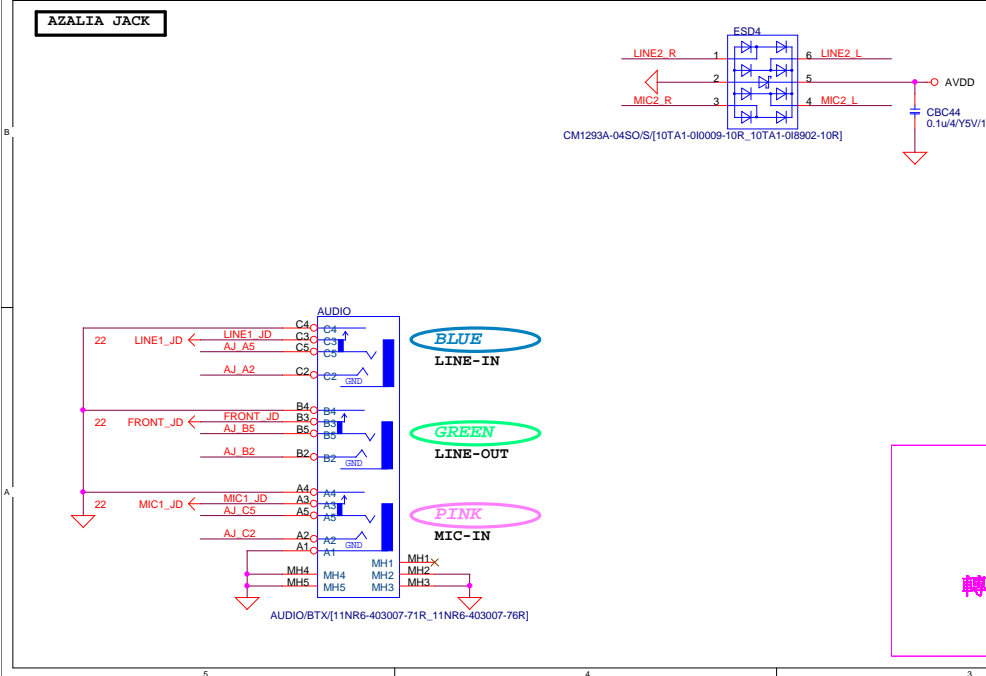 AZALIA JACK
ESD4
LINE2_R 1 6 LINE2_L
2 5 AVDD
MIC2_R 3 4 MIC2_L
CBC44
0.1u/4/Y5V/1
CM1293A-04SO/S/[10TA1-0I0009-10R_10TA1-0I8902-10R]
B
AUDIO
C4 C4
22 LINE1_JD LINE1_JD C3 C3
AJ_A5 C5 C5
AJ_A2 C2 C2
GND
BLUE
LINE-IN
B4 B4
22 FRONT_JD FRONT_JD B3 B3
AJ_B5 B5 B5
AJ_B2 B2 B2
GND
GREEN
LINE-OUT
A
A4 A4
22 MIC1_JD MIC1_JD A3 A3
AJ_C5 A5 A5
AJ_C2 A2 A2
A1 A1
GND
PINK
MIC-IN
MH1 MH1
MH4 MH4 MH2 MH2
MH5 MH5 MH3 MH3
AUDIO/BTX/[11NR6-403007-71R_11NR6-403007-76R]
轉
5 4 3